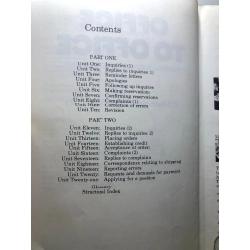 Contents
PART ONE
Unit One: Inquiries (1)
Unit Two: Replies to inquiries (1)
Unit Three: Reminder letters
Unit Four: Apologies
Unit Five: Following up inquiries
Unit Six: Making reservations
Unit Seven: Confirming reservations
Unit Eight: Complaints (1)
Unit Nine: Correction of errors
Unit Ten: Revision
PART TWO
Unit Eleven: Inquiries (2)
Unit Twelve: Replies to inquiries (2)
Unit Thirteen: Placing orders
Unit Fourteen: Establishing credit
Unit Fifteen: Acceptance of order
Unit Sixteen: Complaints (2)
Unit Seventeen: Replies to complaint
Unit Eighteen: Correspondence relating to shipping
Unit Nineteen: Reporting errors
Unit Twenty: Requests and demands for payment
Unit Twenty-one: Applying for a position
Glossary
Structural Index